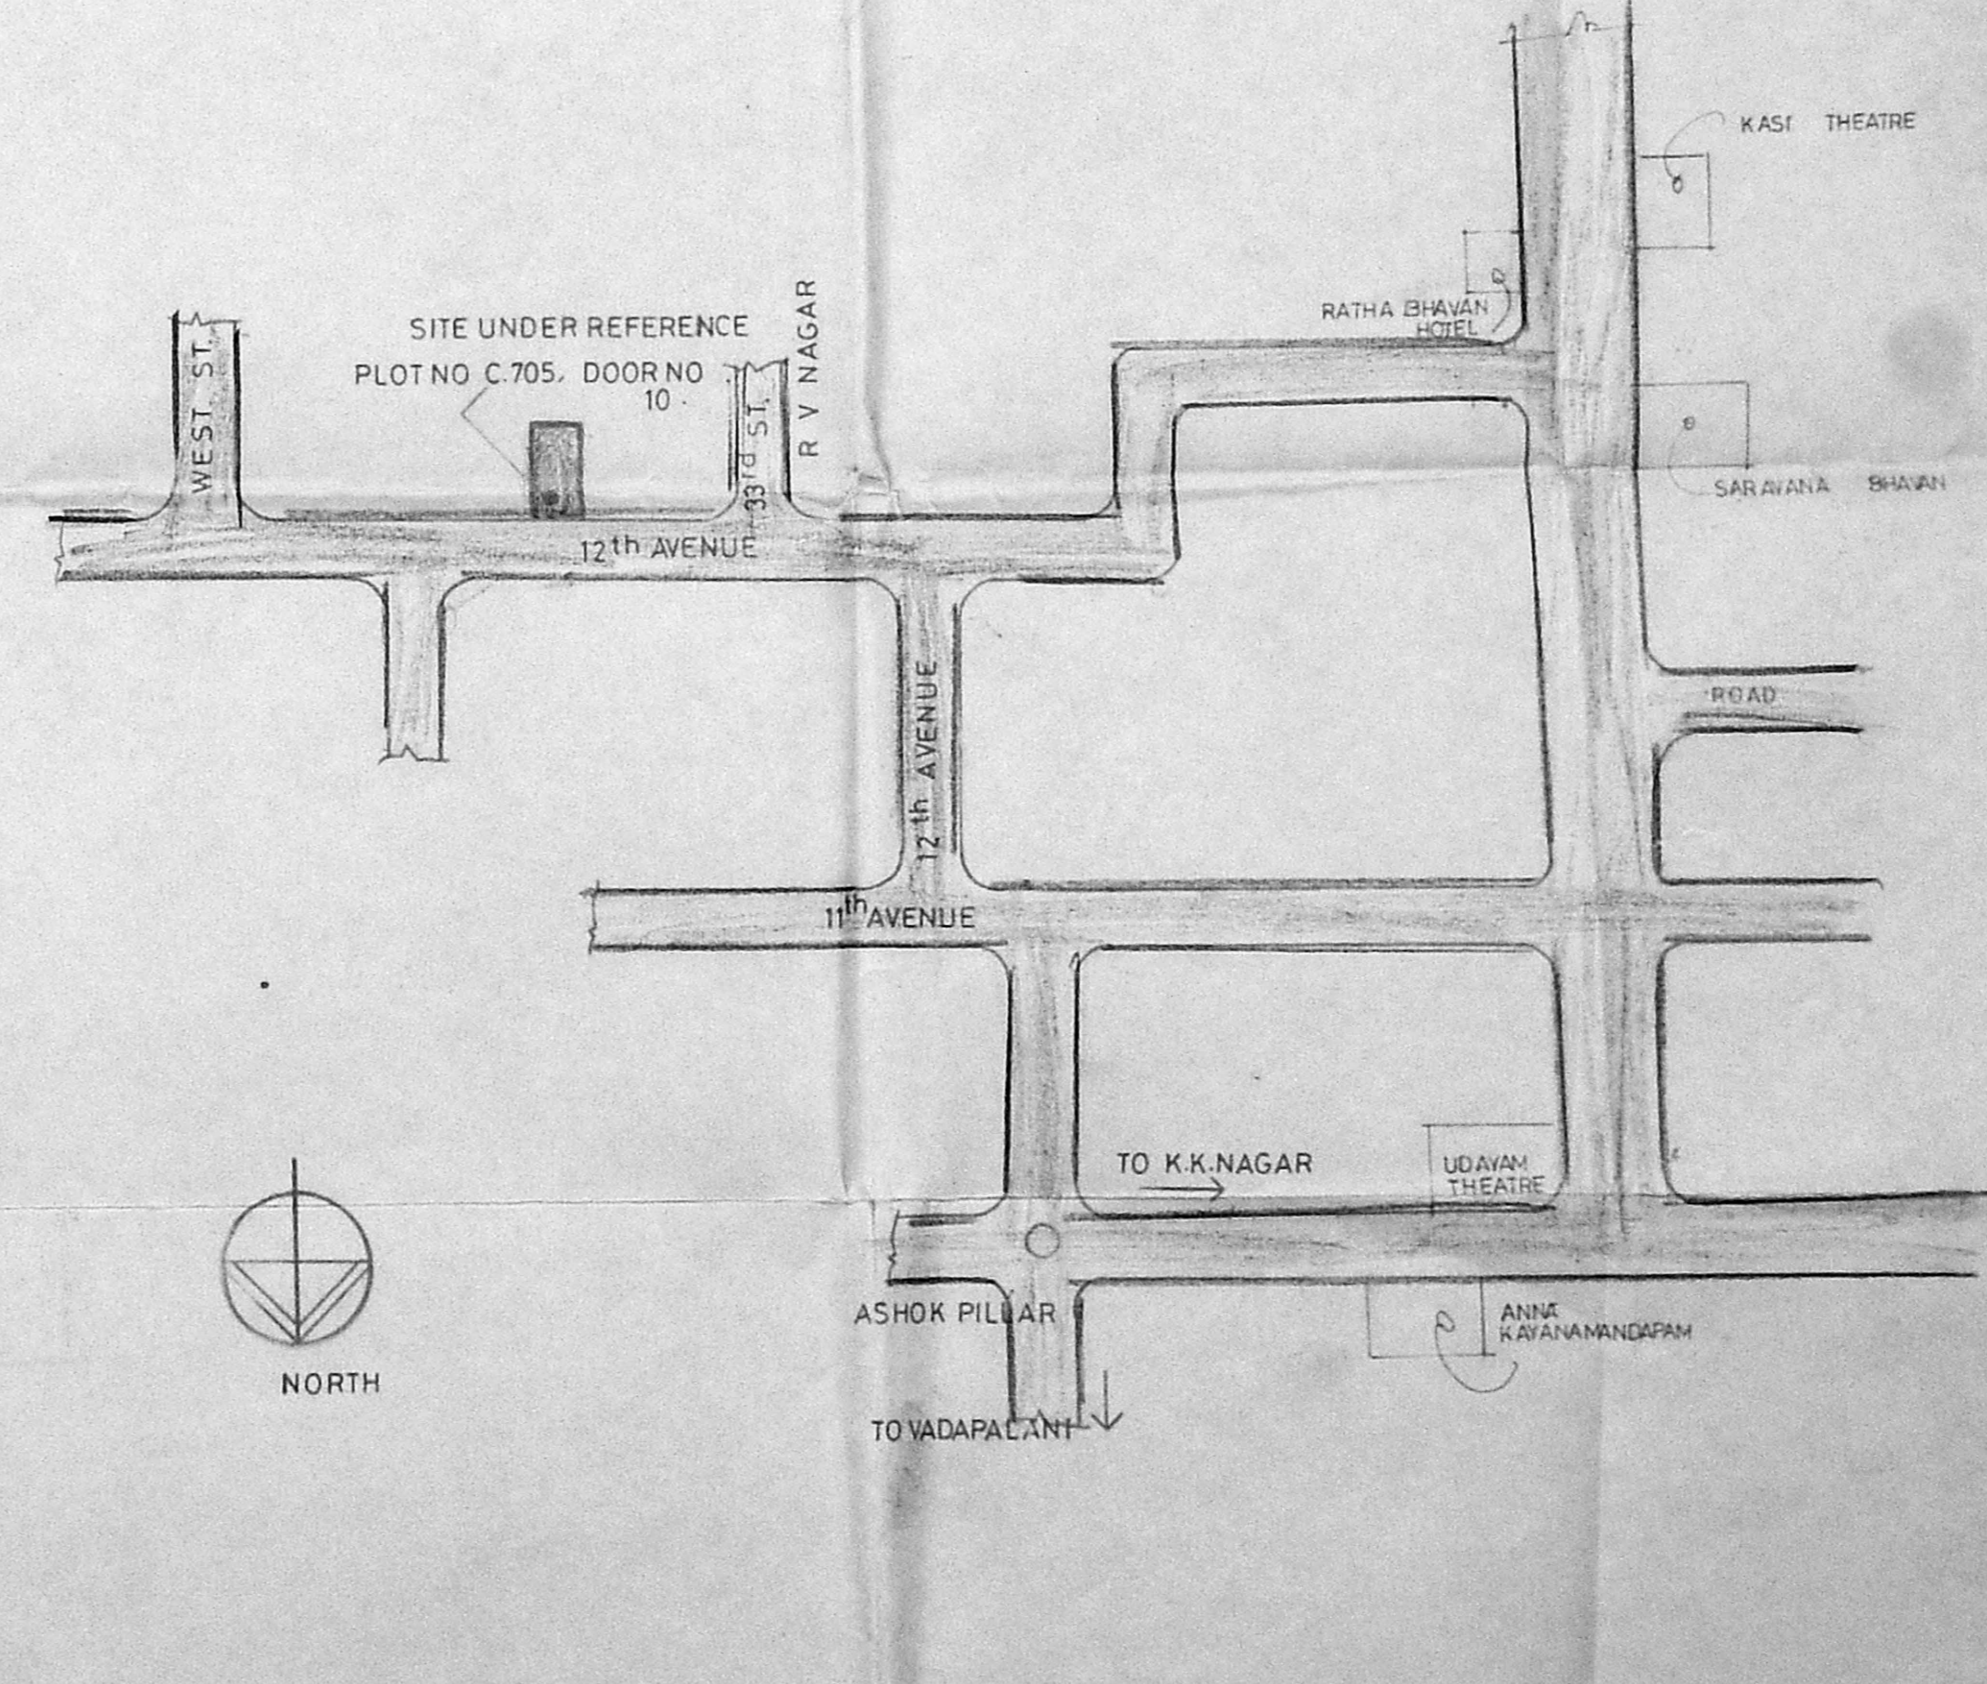 KASI THEATRE
RATHA BHAVAN
HOTEL
SITE UNDER REFERENCE
PLOT NO C.705, DOOR NO
10.
WEST ST.
33rd ST.
R V NAGAR
SARAVANA BHAVAN
12th AVENUE
ROAD
12th AVENUE
11th AVENUE
TO K.K.NAGAR
UDAYAM
THEATRE
ASHOK PILLAR
ANNA
KAYANAMANDAPAM
NORTH
TO VADAPALANI